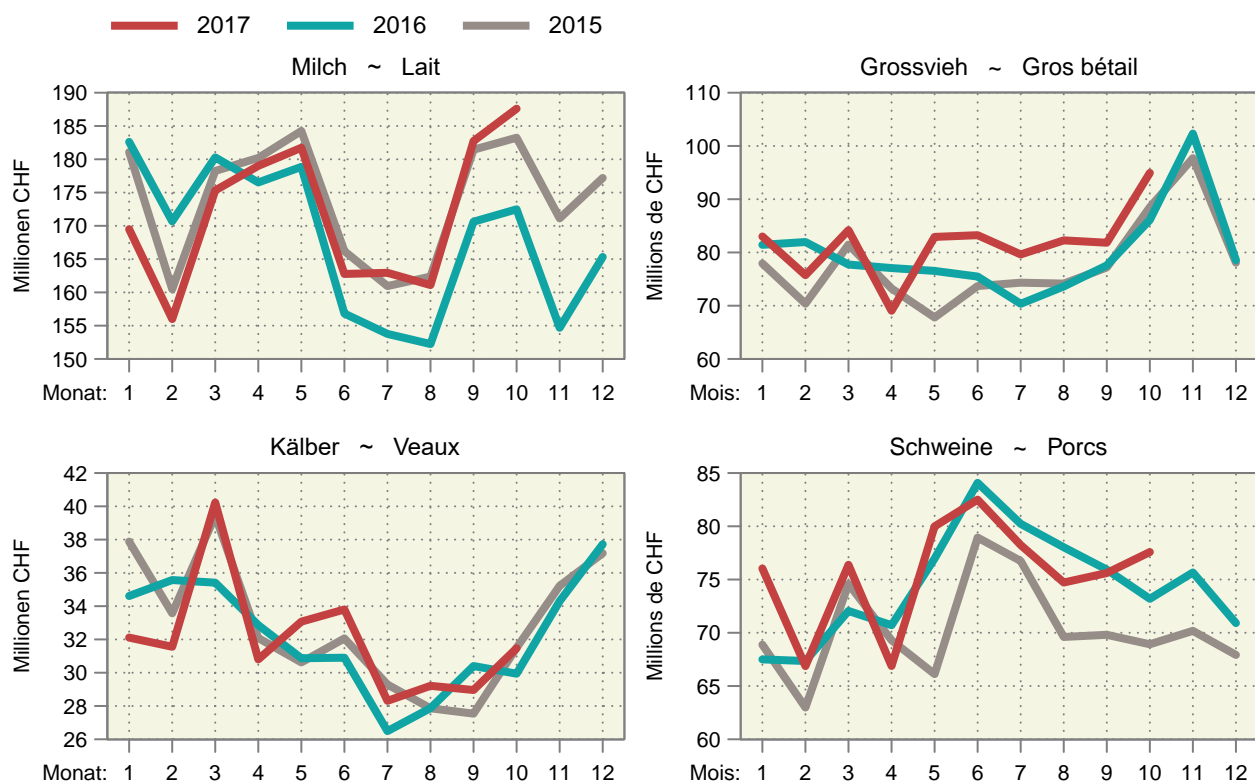 2017 2016 2015
Milch ~ Lait
Millionen CHF
190
185
180
175
170
165
160
155
150
Monat: 1 2 3 4 5 6 7 8 9 10 11 12
Grossvieh ~ Gros bétail
Millions de CHF
110
100
90
80
70
60
Mois: 1 2 3 4 5 6 7 8 9 10 11 12
Kälber ~ Veaux
Millionen CHF
42
40
38
36
34
32
30
28
26
Monat: 1 2 3 4 5 6 7 8 9 10 11 12
Schweine ~ Porcs
Millions de CHF
85
80
75
70
65
60
Mois: 1 2 3 4 5 6 7 8 9 10 11 12